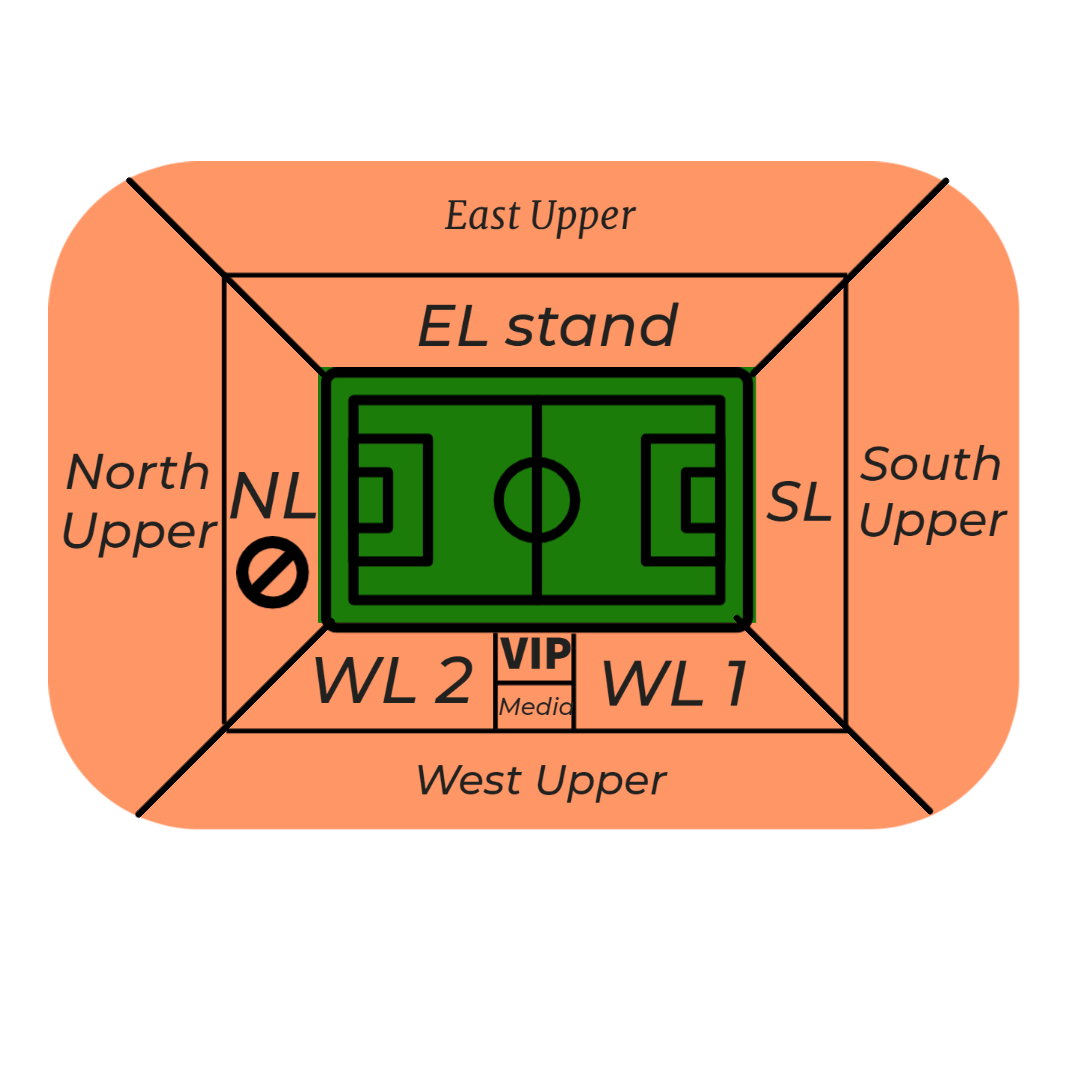 East Upper
EL stand
North
Upper
NL
SL
South
Upper
WL 2
VIP
Media
WL 1
West Upper